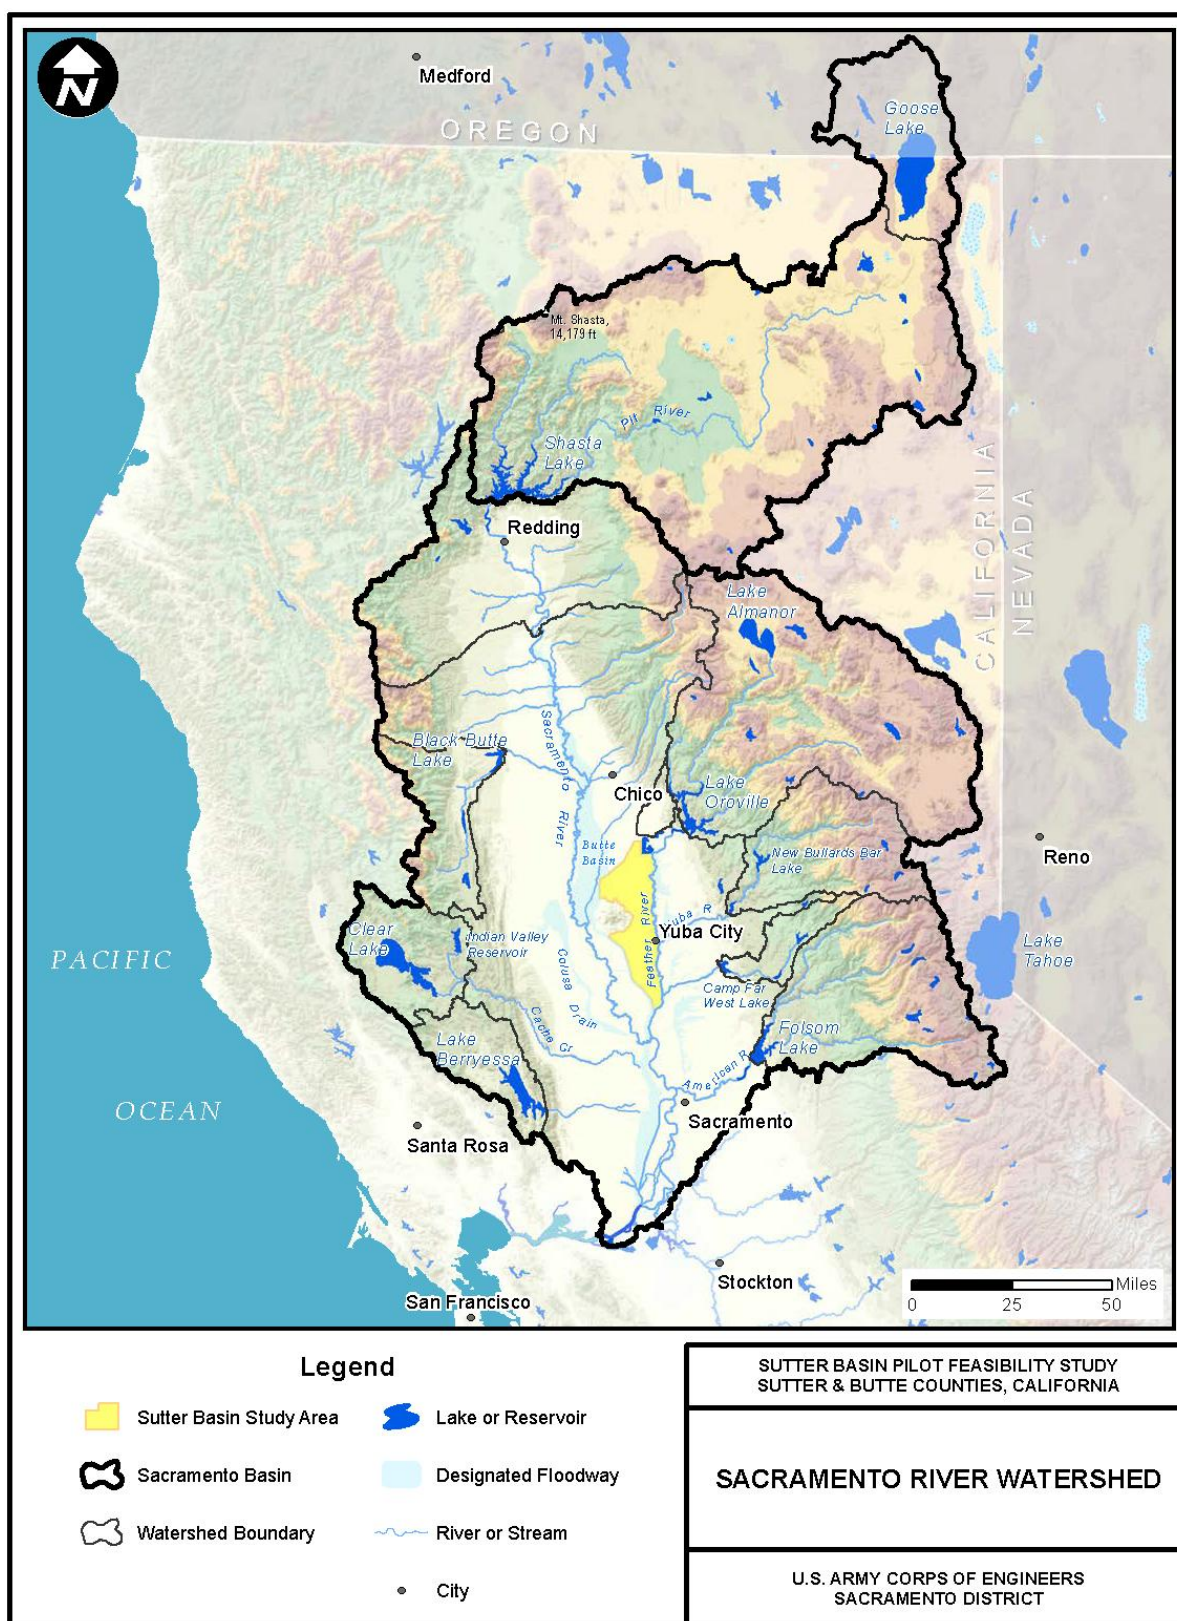 N
Medford
OREGON
Goose
Lake
Mt. Shasta,
14,179 ft
Pit River
Shasta
Lake
CALIFORNIA
NEVADA
Redding
Lake
Almanor
Sacramento River
Black Butte
Lake
Chico
Lake
Oroville
Butte
Basin
New Bullards Bar
Lake
Reno
Feather River
Yuba R
Yuba City
Clear
Lake
Indian Valley
Reservoir
Colusa Drain
Camp Far
West Lake
Lake
Tahoe
PACIFIC
OCEAN
Cache Cr
Lake
Berryessa
Folsom
Lake
American R
Sacramento
Santa Rosa
Stockton
San Francisco
Miles
0 25 50
Legend
Sutter Basin Study Area
Lake or Reservoir
Sacramento Basin
Designated Floodway
Watershed Boundary
River or Stream
City
SUTTER BASIN PILOT FEASIBILITY STUDY
SUTTER & BUTTE COUNTIES, CALIFORNIA
SACRAMENTO RIVER WATERSHED
U.S. ARMY CORPS OF ENGINEERS
SACRAMENTO DISTRICT